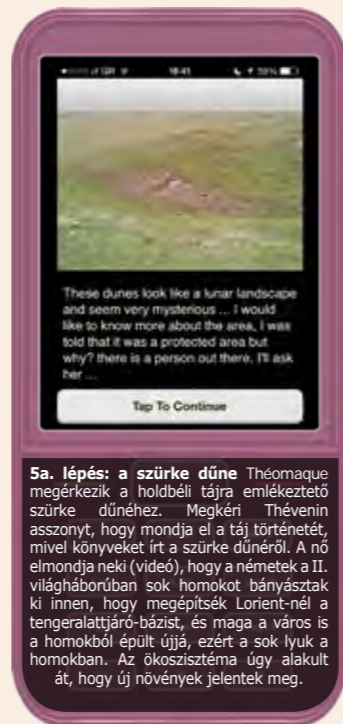 18:41
59%
These dunes look like a lunar landscape
and seem very mysterious ... I would
like to know more about the area, I was
told that it was a protected area but
why? there is a person out there, I'll ask
her ...
Tap To Continue
5a. lépés: a szürke dűne Théomaque
megérkezik a holdbéli tájra emlékeztető
szürke dűnéhez. Megkéri Thévenin
asszonyt, hogy mondja el a táj történetét,
mivel könyveket írt a szürke dűnéről. A nő
elmondja neki (videó), hogy a németek a II.
világháborúban sok homokot bányásztak
ki innen, hogy megépítsék Lorient-nél a
tengeralattjáró-bázist, és maga a város is
a homokból épült újjá, ezért a sok lyuk a
homokban. Az ökoszisztéma úgy alakult
át, hogy új növények jelentek meg.